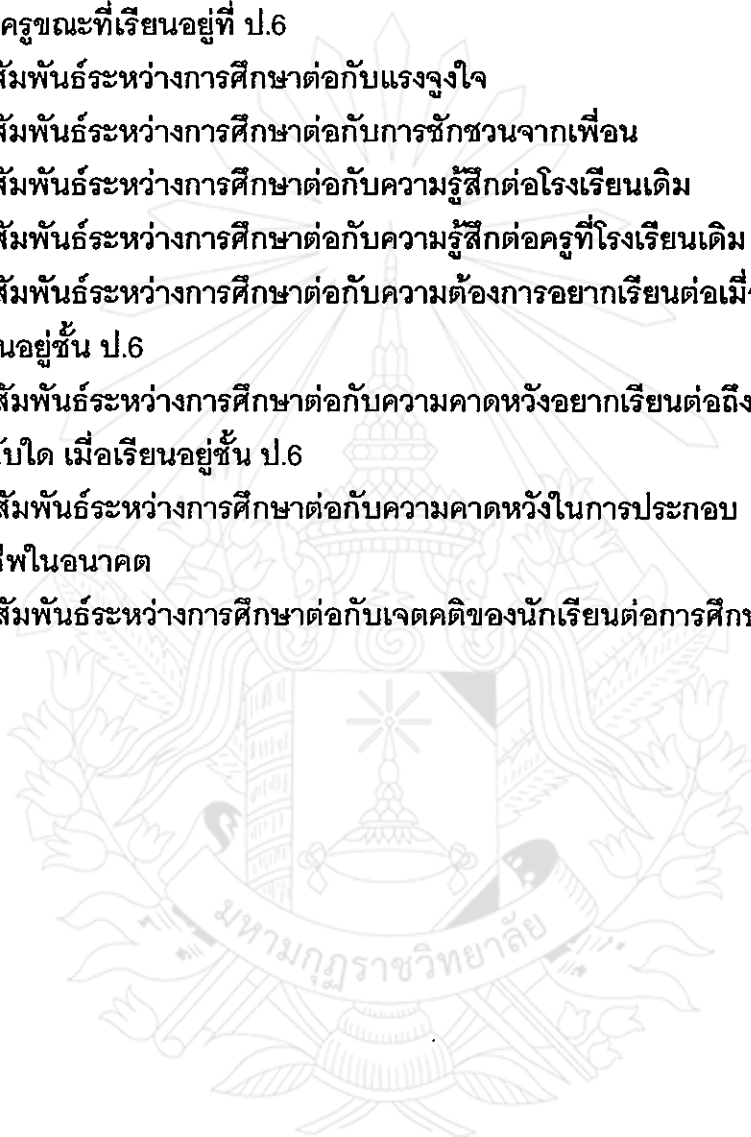 ครูขณะที่เรียนอยู่ที่ ป.6
สัมพันธ์ระหว่างการศึกษาต่อกับแรงจูงใจ
สัมพันธ์ระหว่างการศึกษาต่อกับการชักชวนจากเพื่อน
สัมพันธ์ระหว่างการศึกษาต่อกับความรู้สึกต่อโรงเรียนเดิม
สัมพันธ์ระหว่างการศึกษาต่อกับความรู้สึกต่อครูที่โรงเรียนเดิม
สัมพันธ์ระหว่างการศึกษาต่อกับความต้องการอยากเรียนต่อ
นอยู่ชั้น ป.6
สัมพันธ์ระหว่างการศึกษาต่อกับความคาดหวังอยากเรียนต่อถึง
ับใด เมื่อเรียนอยู่ชั้น ป.6
สัมพันธ์ระหว่างการศึกษาต่อกับความคาดหวังในการประกอบ
ีพในอนาคต
สัมพันธ์ระหว่างการศึกษาต่อกับเจตคติของนักเรียนต่อการศึกษ
มหามกุฏราชวิทยาลัย